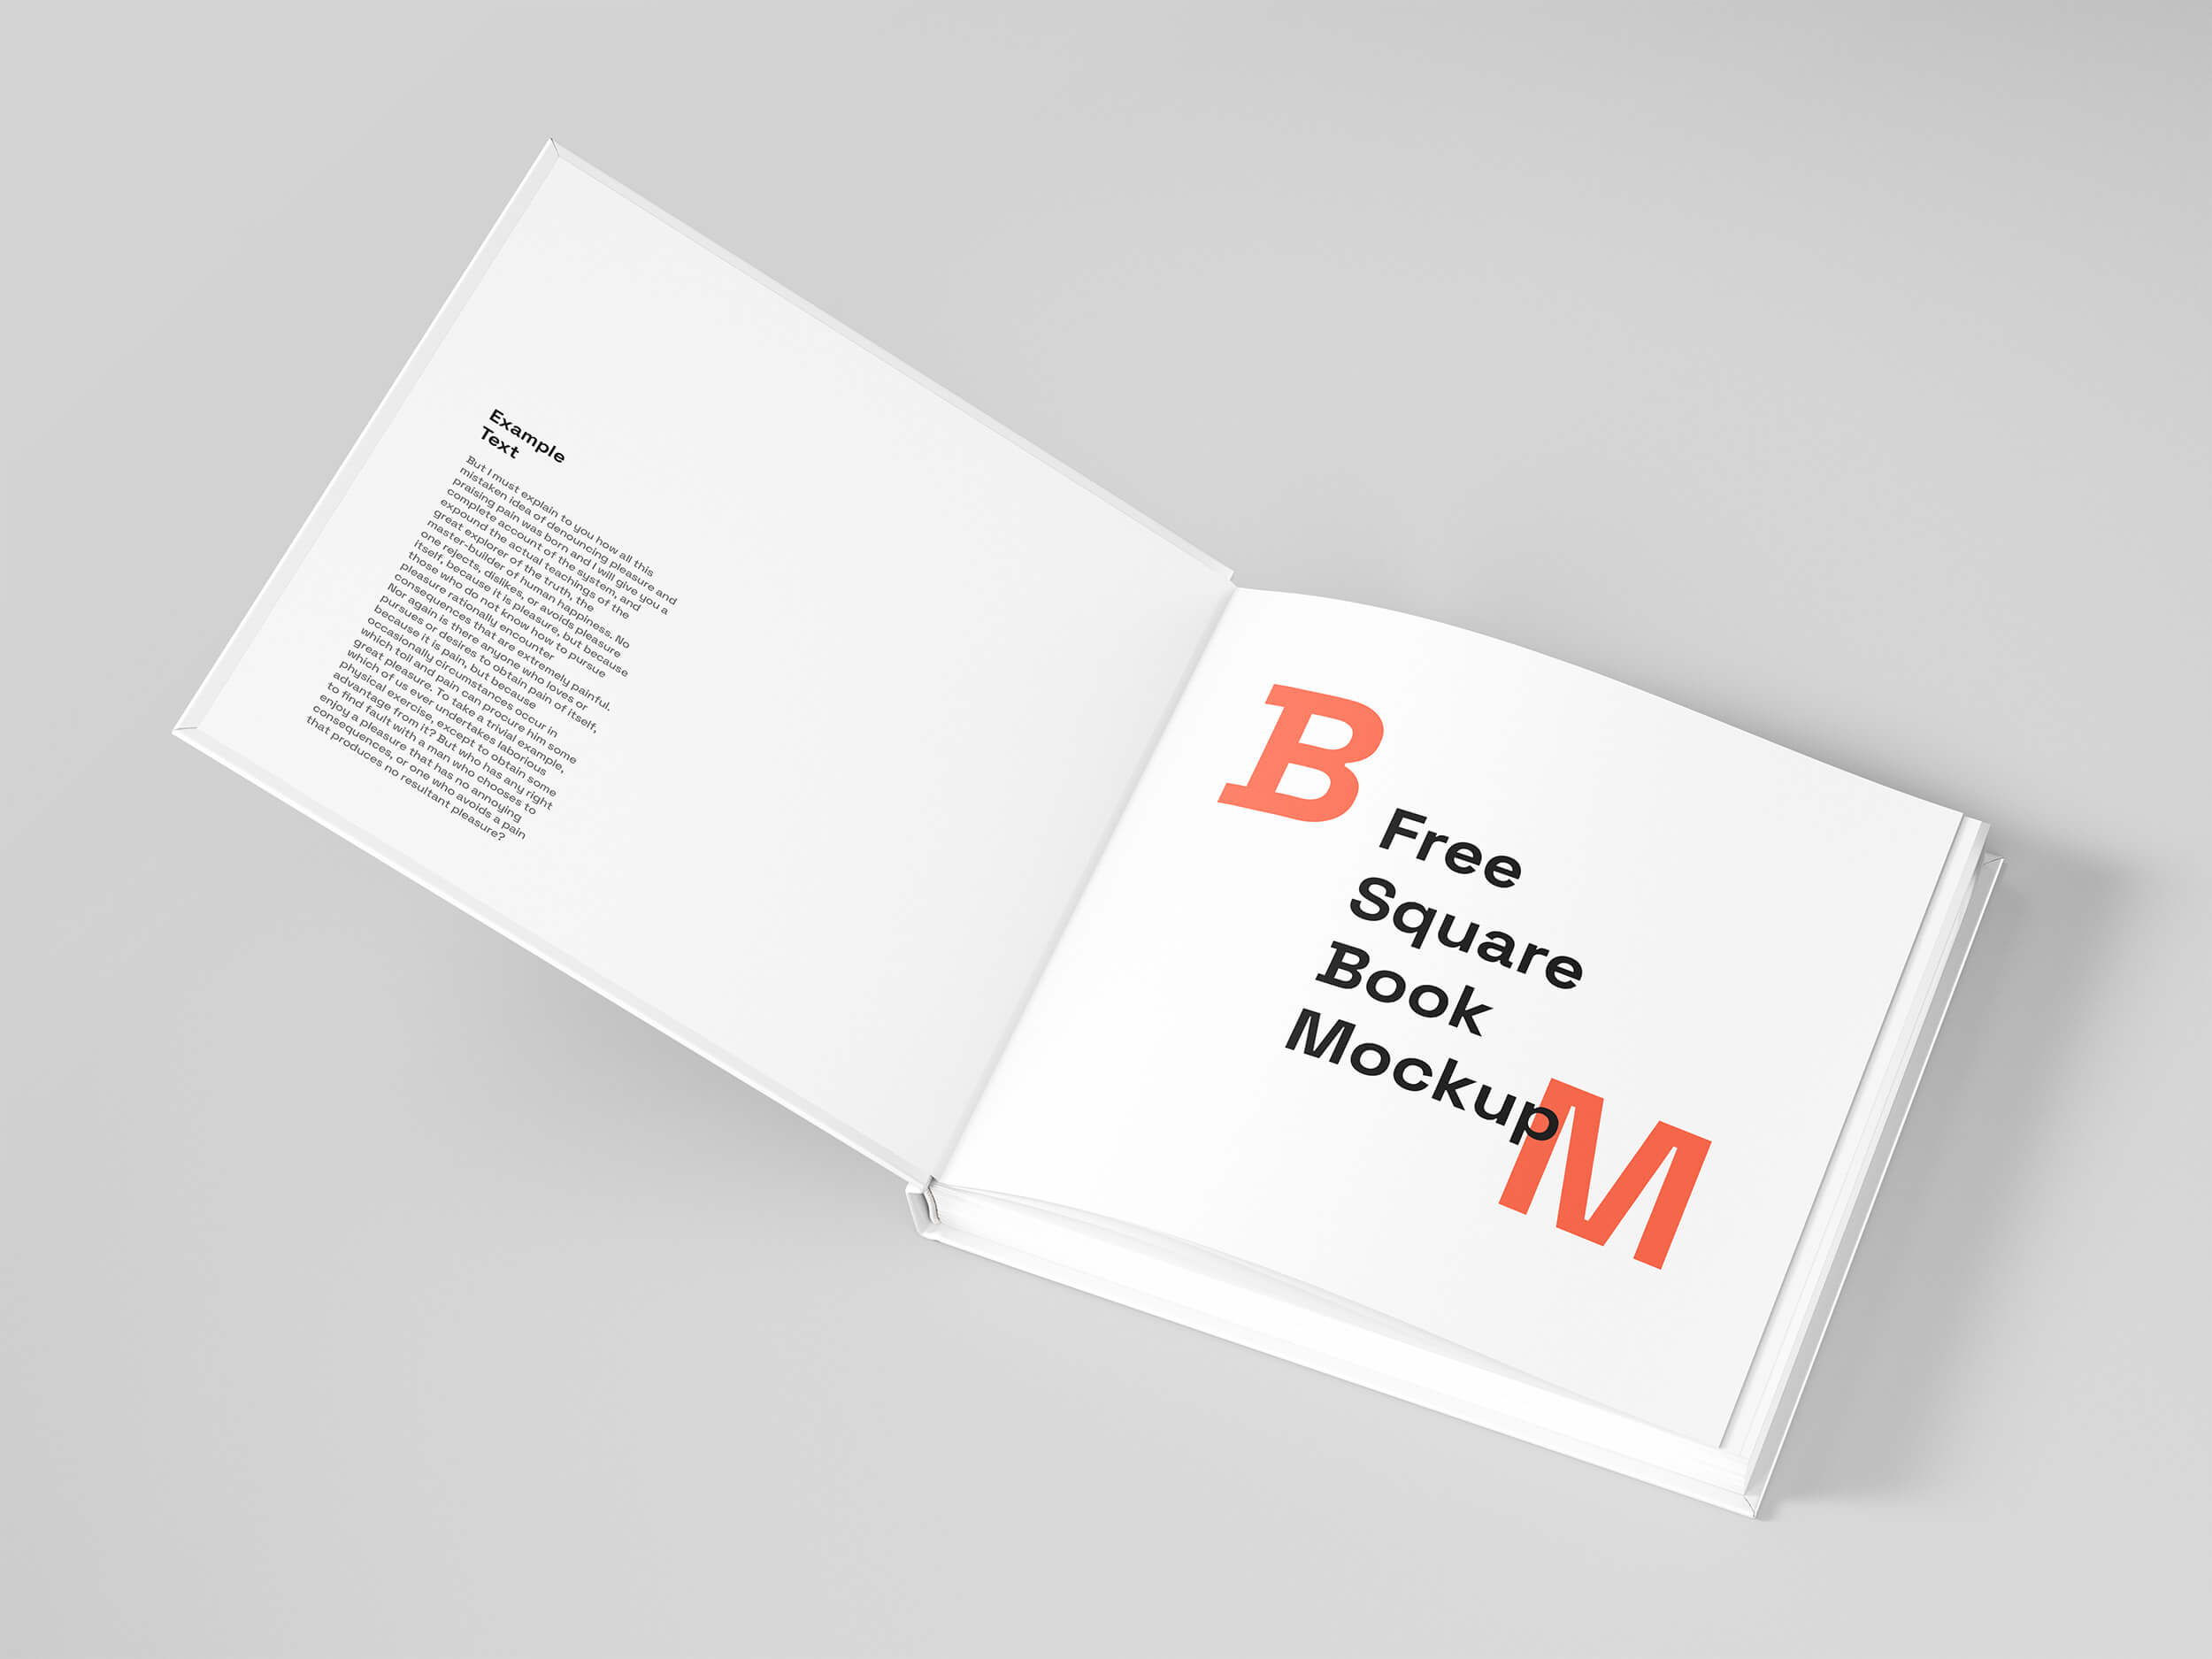 Example
Text
But I must explain to you how all this
mistaken idea of denouncing pleasure and
praising pain was born and I will give you a
complete account of the system, and
expound the actual teachings of the
great explorer of the truth, the
master-builder of human happiness. No
one rejects, dislikes, or avoids pleasure
itself, because it is pleasure, but because
those who do not know how to pursue
pleasure rationally encounter
consequences that are extremely painful.
Nor again is there anyone who loves or
pursues or desires to obtain pain of itself,
because it is pain, but because
occasionally circumstances occur in
which toil and pain can procure him some
great pleasure. To take a trivial example,
which of us ever undertakes laborious
physical exercise, except to obtain some
advantage from it? But who has any right
to find fault with a man who chooses to
enjoy a pleasure that has no annoying
consequences, or one who avoids a pain
that produces no resultant pleasure?
B
Free
Square
Book
Mockup
M